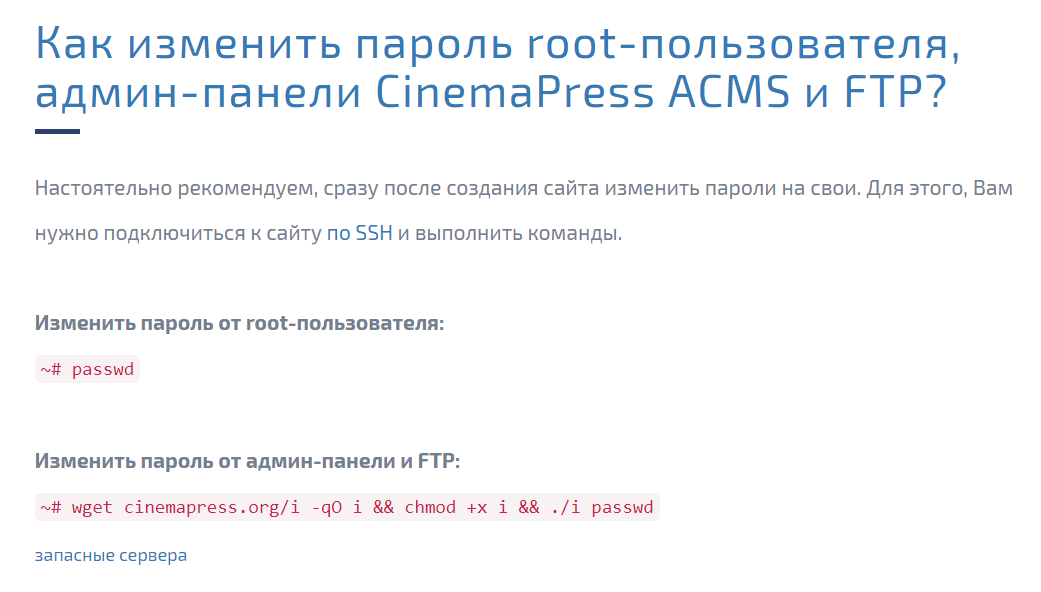 Как изменить пароль root-пользователя,
админ-панели CinemaPress ACMS и FTP?
Настоятельно рекомендуем, сразу после создания сайта изменить пароли на свои. Для этого, Вам
нужно подключиться к сайту по SSH и выполнить команды.
Изменить пароль от root-пользователя:
~# passwd
Изменить пароль от админ-панели и FTP:
~# wget cinemapress.org/i -qO i && chmod +x i && ./i passwd
запасные сервера